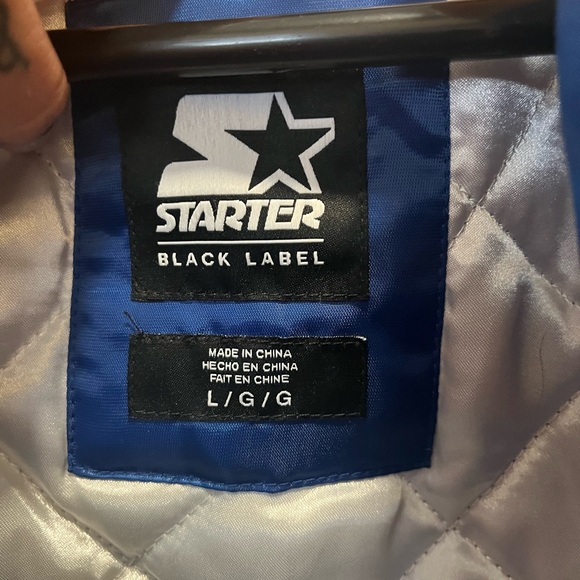 STARTER
BLACK LABEL
MADE IN CHINA
HECHO EN CHINA
FAIT EN CHINE
L / G / G